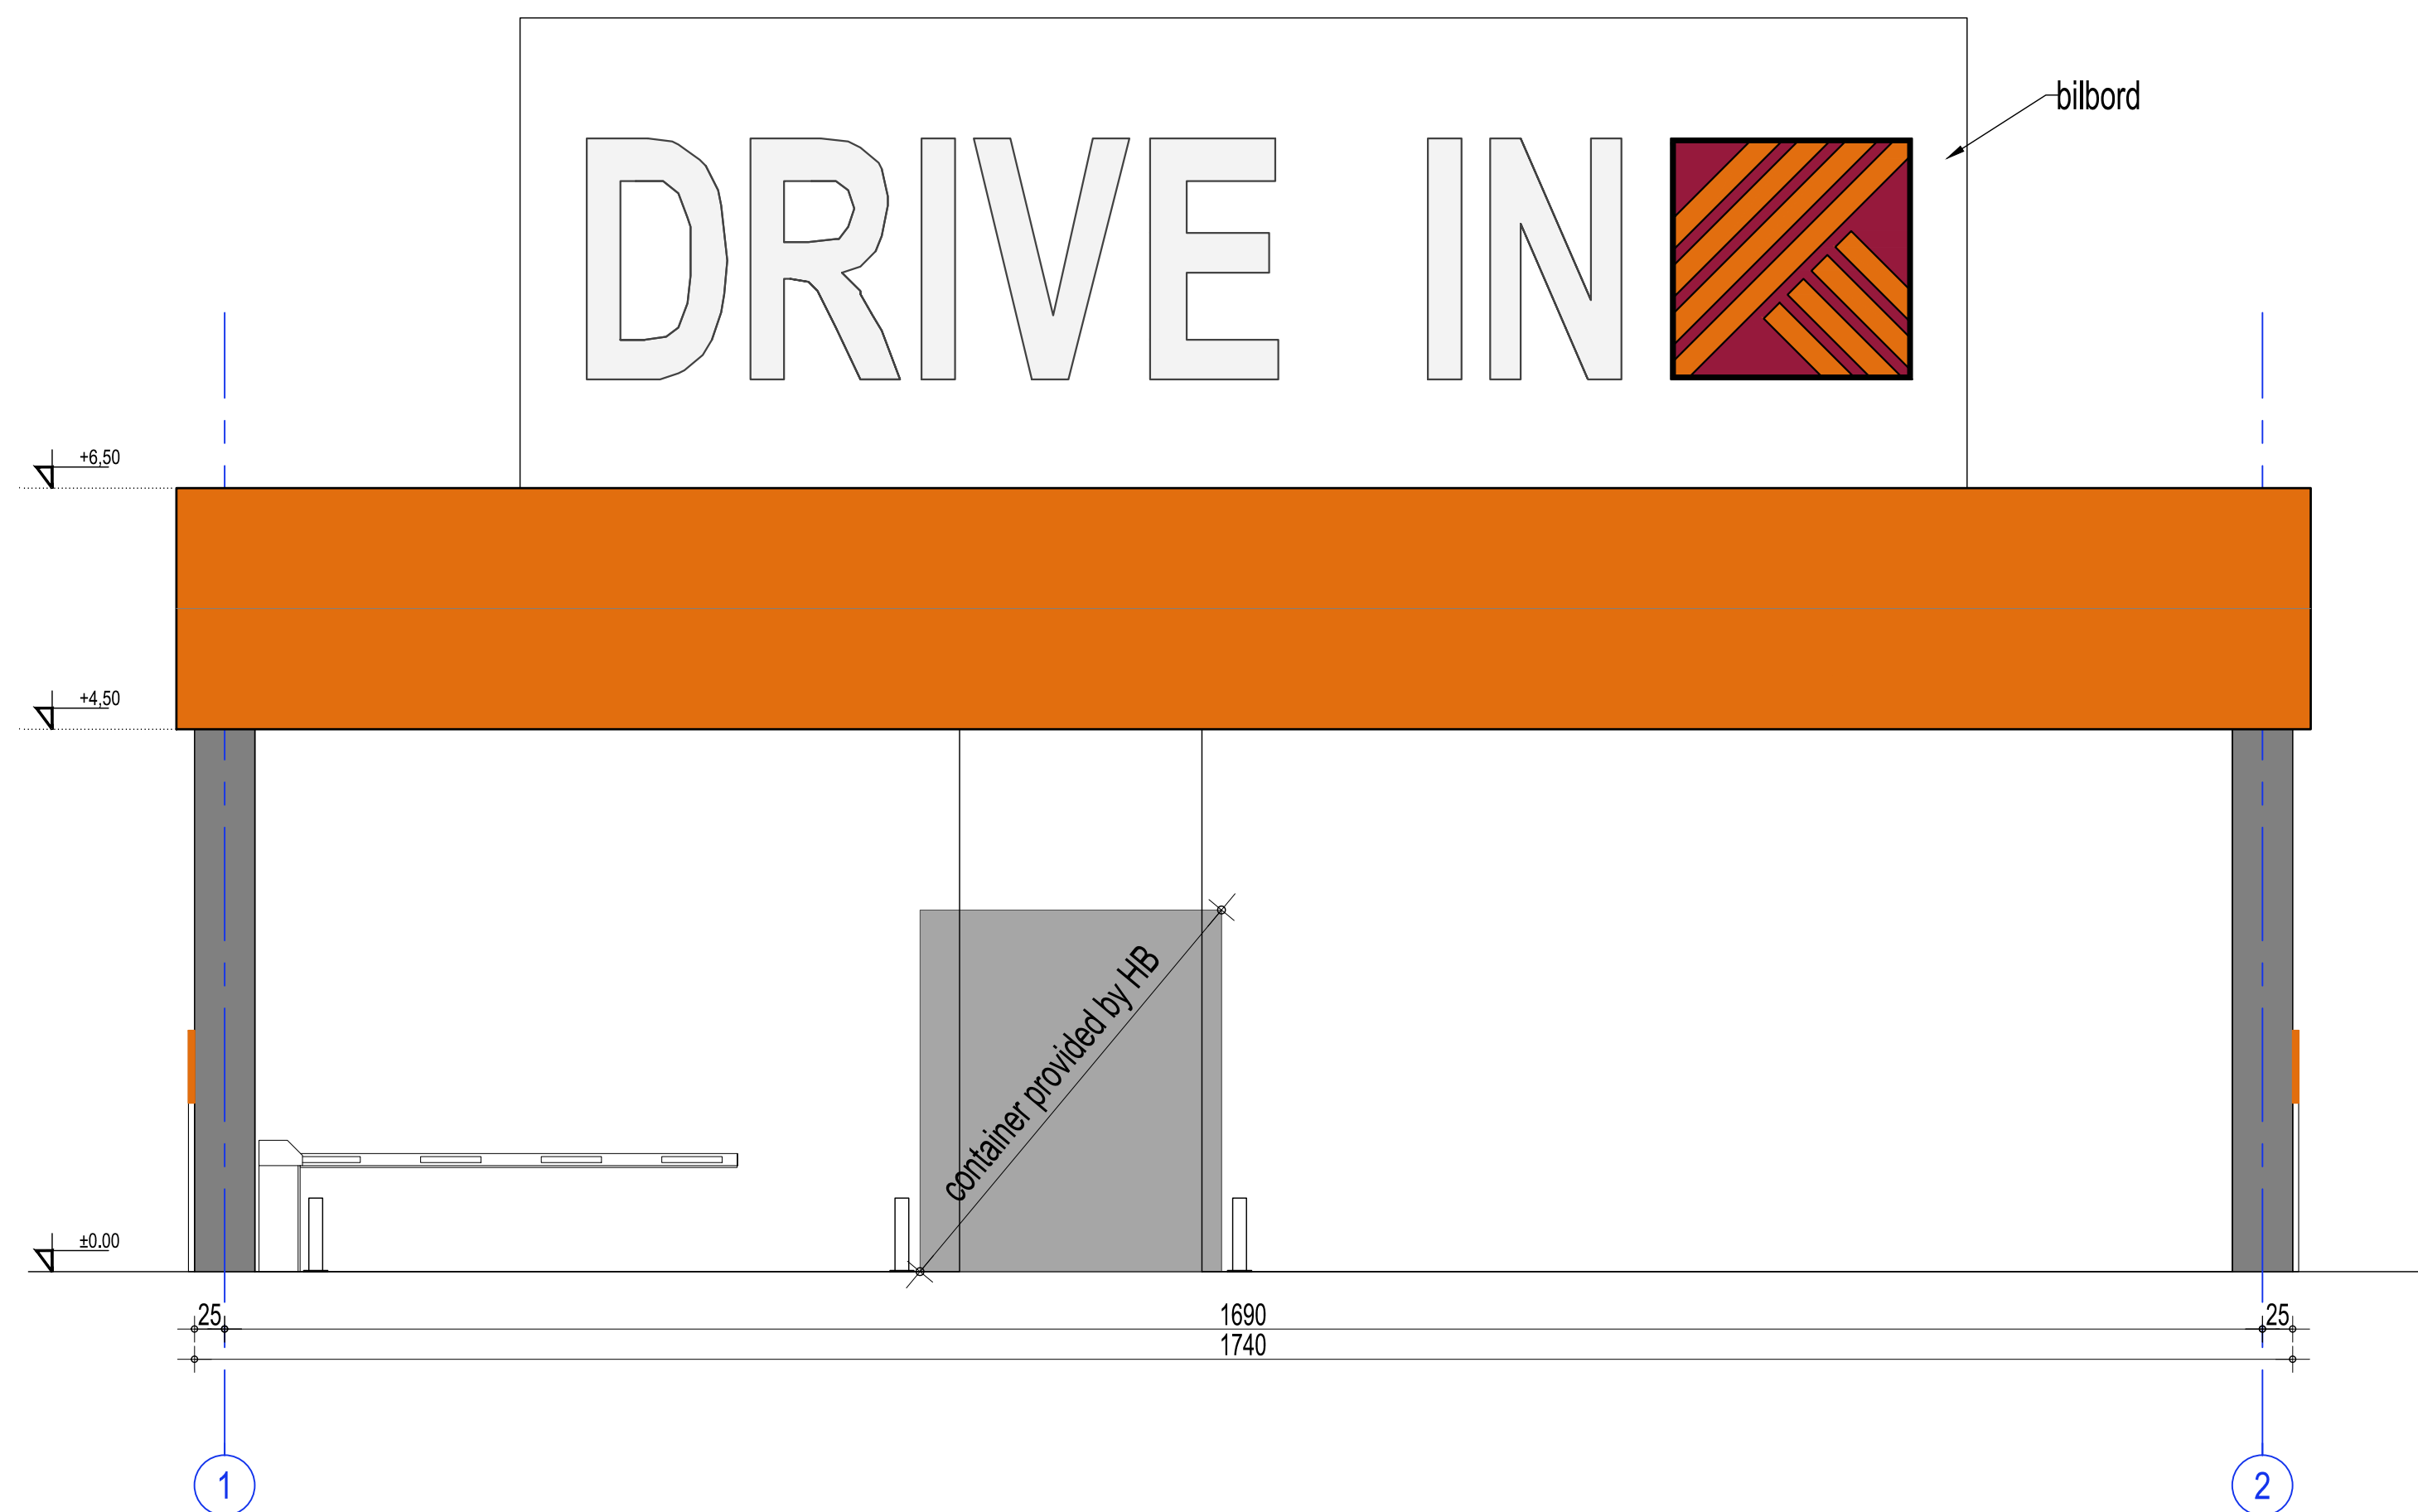 DRIVE IN
bilbord
+6,50
+4,50
container provided by HB
±0.00
25 1690 25
1740
1 2